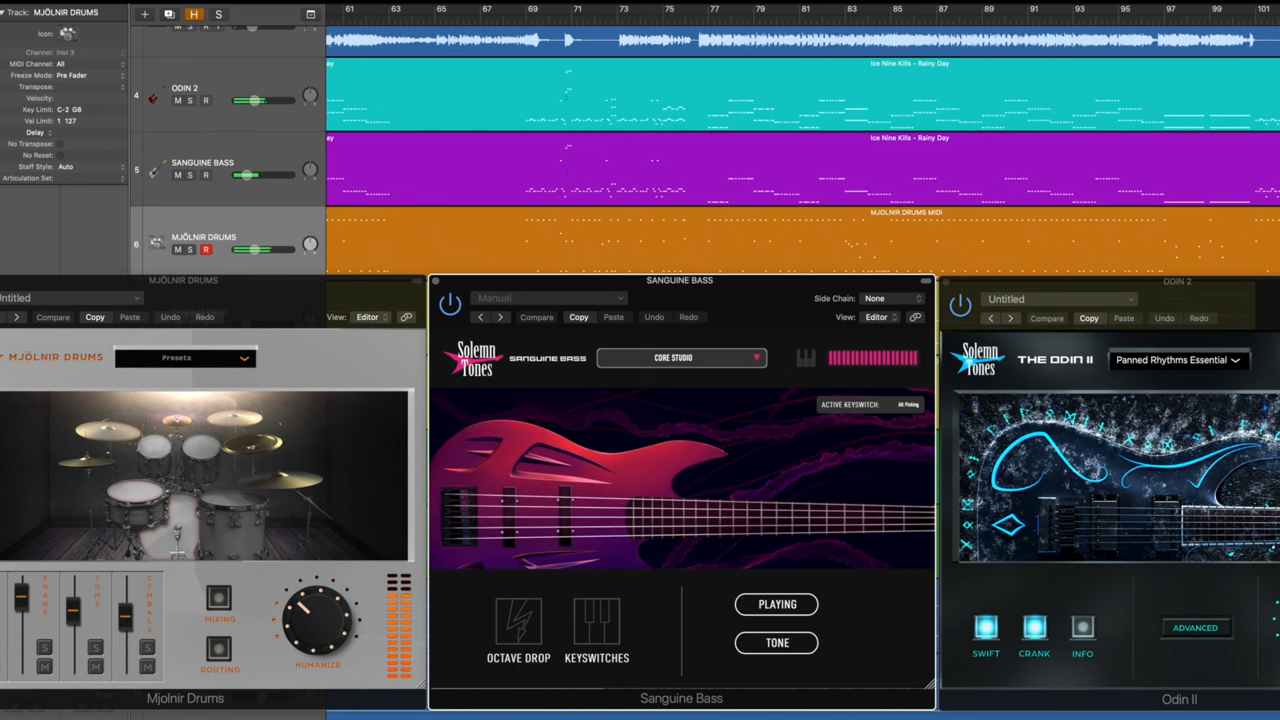 Track: MJÖLNIR DRUMS
Icon:
Channel: Inst 3
MIDI Channel: All
Freeze Mode: Pre Fader
Transpose:
Velocity:
Key Limit: C-2 G8
Vel Limit: 1 127
Delay
No Transpose:
No Reset:
Staff Style: Auto
Articulation Set:
H S
61 63 65 67 69 71 73 75 77 79 81 83 85 87 89 91 93 95 97 99 101
M S R I
4 ODIN 2
M S R
5 SANGUINE BASS
M S R
6 MJÖLNIR DRUMS
M S R
ay Ice Nine Kills - Rainy Day
ay Ice Nine Kills - Rainy Day
MJOLNIR DRUMS MIDI
MJÖLNIR DRUMS
Untitled
Compare Copy Paste Undo Redo View: Editor
MJÖLNIR DRUMS Presets
SNARE
TOMS
CYMBALS
S S S
M M M
MIXING
ROUTING
HUMANIZE
Mjolnir Drums
SANGUINE BASS
Manual Side Chain: None
Compare Copy Paste Undo Redo View: Editor
Solemn Tones SANGUINE BASS CORE STUDIO
ACTIVE KEYSWITCH: Alt Picking
OCTAVE DROP KEYSWITCHES
PLAYING
TONE
Sanguine Bass
ODIN 2
Untitled
Compare Copy Paste Undo Redo
Solemn Tones THE ODIN II Panned Rhythms Essential
SWIFT CRANK INFO
ADVANCED
Odin II